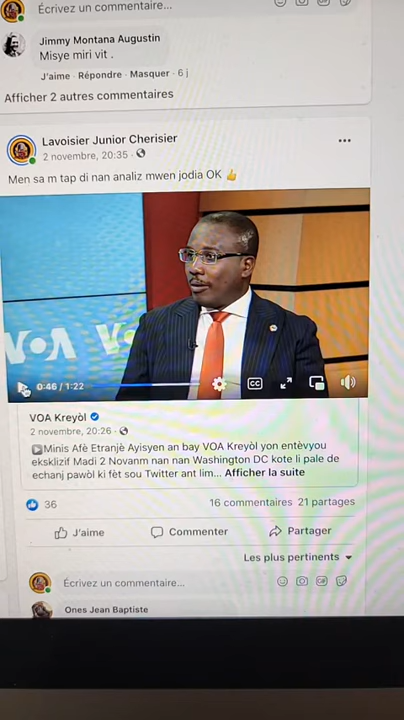 Écrivez un commentaire...
Jimmy Montana Augustin
Misye miri vit .
J'aime · Répondre · Masquer · 6 j
Afficher 2 autres commentaires
Lavoisier Junior Cherisier
2 novembre, 20:35 ·
Men sa m tap di nan analiz mwen jodia OK 👍
VOA
0:46 / 1:22
CC
VOA Kreyòl
2 novembre, 20:26 ·
▶Minis Afè Etranjè Ayisyen an bay VOA Kreyòl yon entèvyou
eksklizif Madi 2 Novanm nan nan Washington DC kote li pale de
echanj pawòl ki fèt sou Twitter ant lim... Afficher la suite
36
16 commentaires 21 partages
J'aime
Commenter
Partager
Les plus pertinents
Écrivez un commentaire...
Ones Jean Baptiste